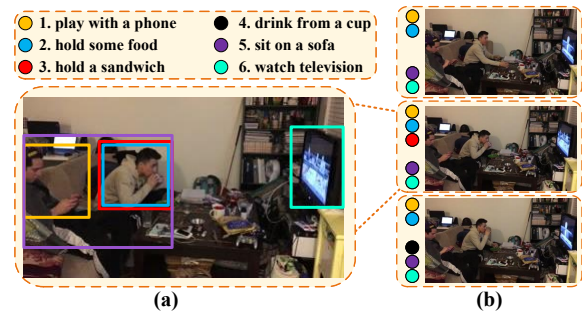 1. play with a phone
2. hold some food
3. hold a sandwich
4. drink from a cup
5. sit on a sofa
6. watch television
(a)
(b)